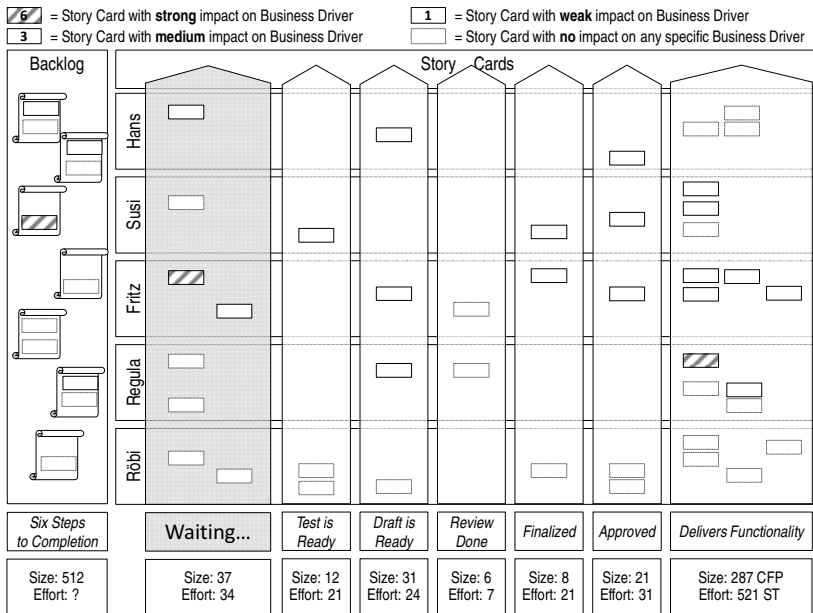 6 = Story Card with strong impact on Business Driver
1 = Story Card with weak impact on Business Driver
3 = Story Card with medium impact on Business Driver
= Story Card with no impact on any specific Business Driver
Backlog
Story Cards
Hans
Susi
Fritz
Regula
Röbi
Six Steps
to Completion
Waiting...
Test is
Ready
Draft is
Ready
Review
Done
Finalized
Approved
Delivers Functionality
Size: 512
Effort: ?
Size: 37
Effort: 34
Size: 12
Effort: 21
Size: 31
Effort: 24
Size: 6
Effort: 7
Size: 8
Effort: 21
Size: 21
Effort: 31
Size: 287 CFP
Effort: 521 ST